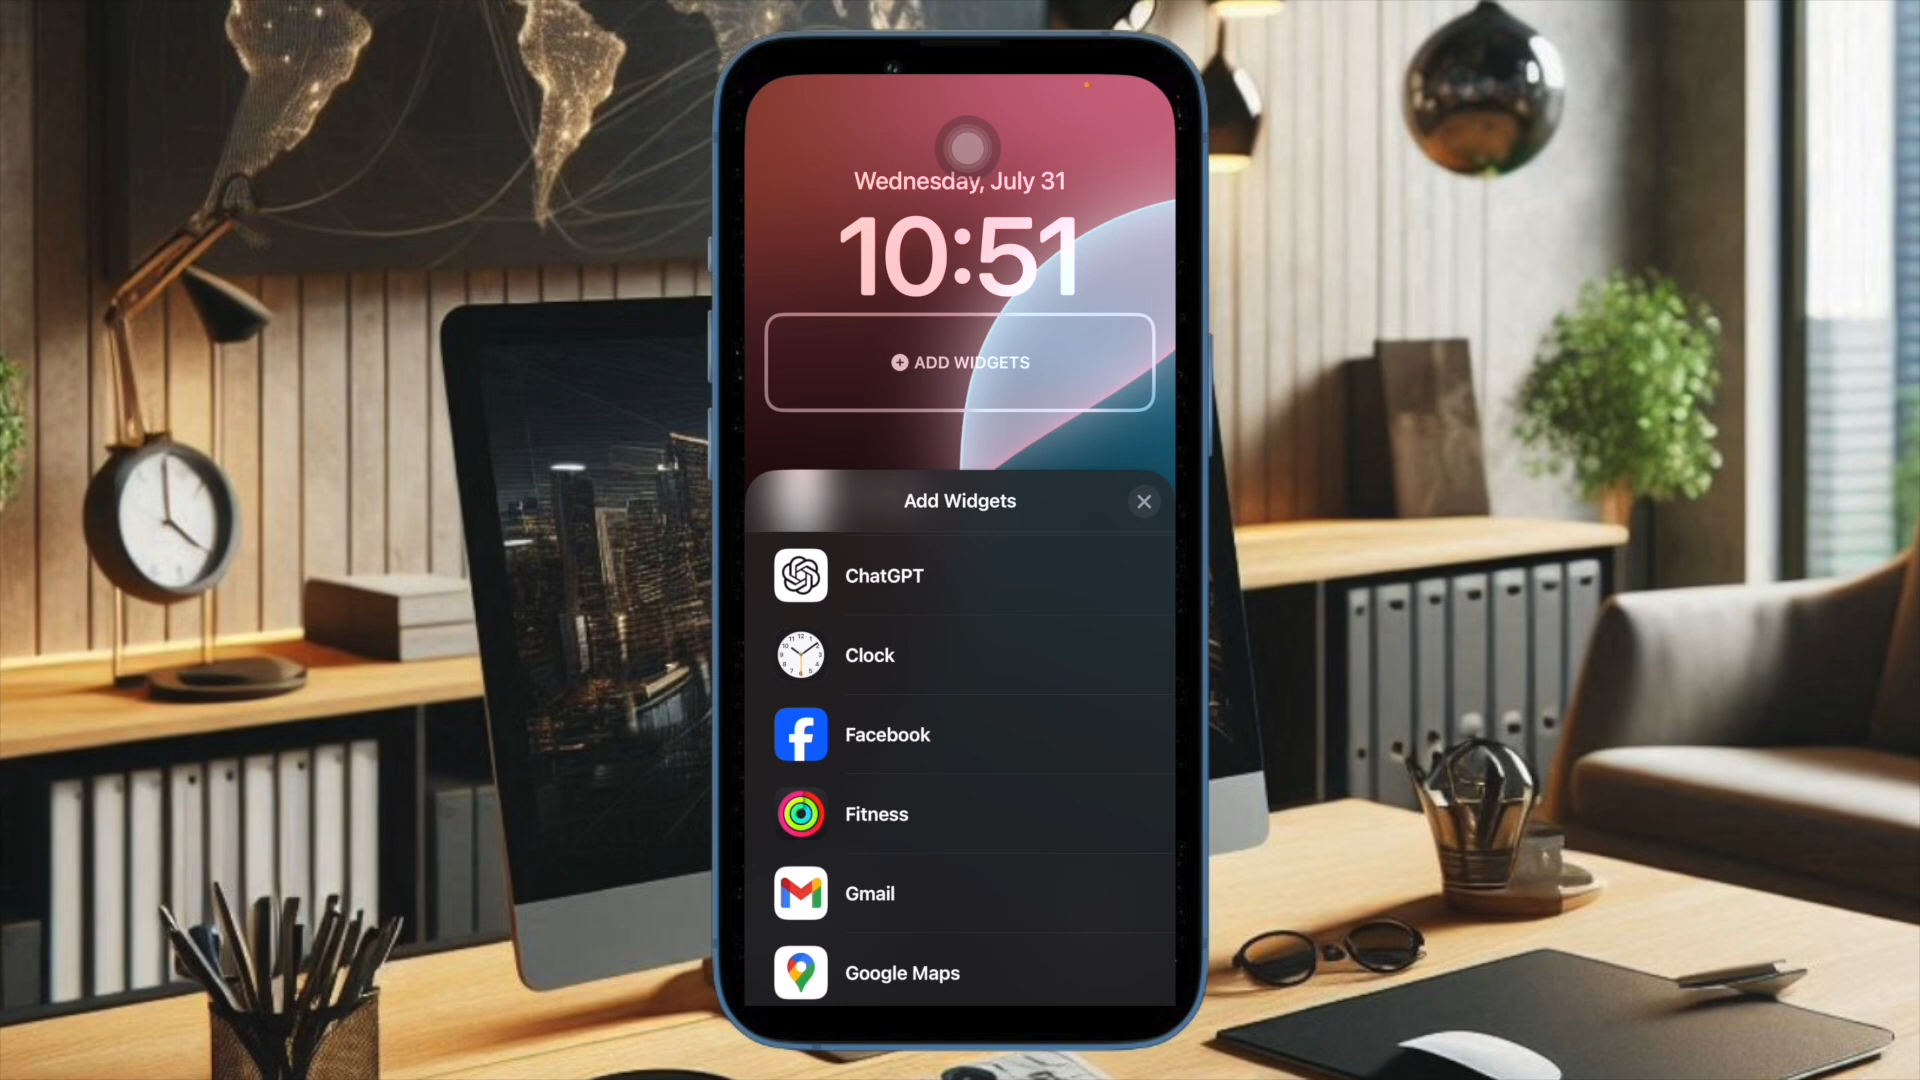 Wednesday, July 31
10:51
ADD WIDGETS
Add Widgets
ChatGPT
Clock
Facebook
Fitness
Gmail
Google Maps